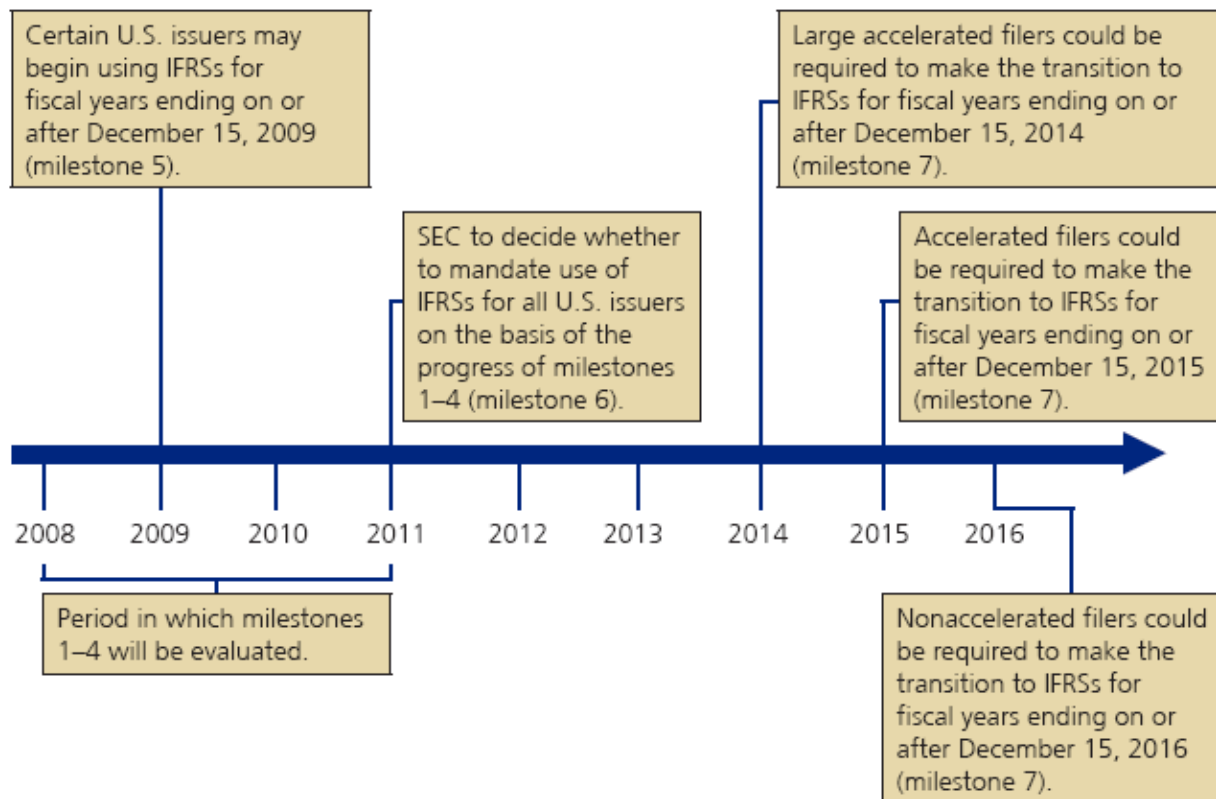 Certain U.S. issuers may
begin using IFRSs for
fiscal years ending on or
after December 15, 2009
(milestone 5).
Large accelerated filers could be
required to make the transition to
IFRSs for fiscal years ending on or
after December 15, 2014
(milestone 7).
SEC to decide whether
to mandate use of
IFRSs for all U.S. issuers
on the basis of the
progress of milestones
1–4 (milestone 6).
Accelerated filers could
be required to make the
transition to IFRSs for
fiscal years ending on or
after December 15, 2015
(milestone 7).
2008 2009 2010 2011 2012 2013 2014 2015 2016
Period in which milestones
1–4 will be evaluated.
Nonaccelerated filers could
be required to make the
transition to IFRSs for
fiscal years ending on or
after December 15, 2016
(milestone 7).